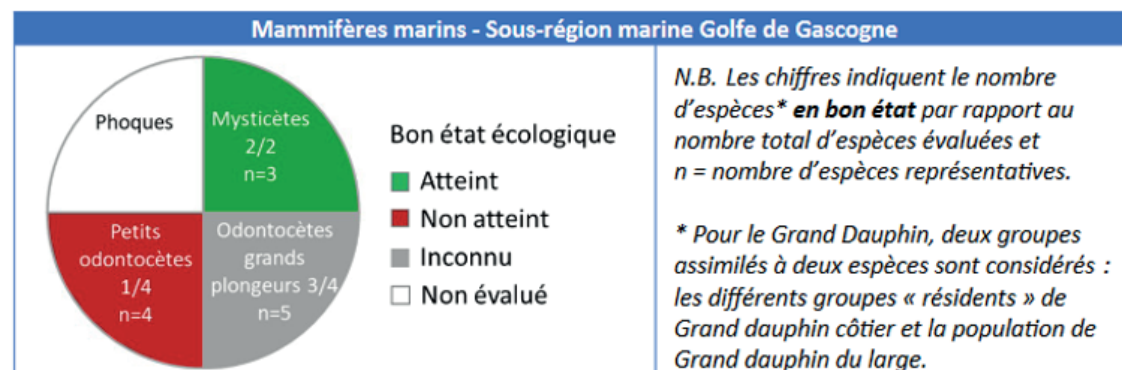 Mammifères marins - Sous-région marine Golfe de Gascogne
Phoques
Mysticètes
2/2
n=3
Petits
odontocètes
1/4
n=4
Odontocètes
grands
plongeurs 3/4
n=5
Bon état écologique
Atteint
Non atteint
Inconnu
Non évalué
N.B. Les chiffres indiquent le nombre
d'espèces* en bon état par rapport au
nombre total d'espèces évaluées et
n = nombre d'espèces représentatives.
* Pour le Grand Dauphin, deux groupes
assimilés à deux espèces sont considérés :
les différents groupes « résidents » de
Grand dauphin côtier et la population de
Grand dauphin du large.